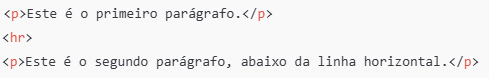 <p>Este é o primeiro parágrafo.</p>
<hr>
<p>Este é o segundo parágrafo, abaixo da linha horizontal.</p>